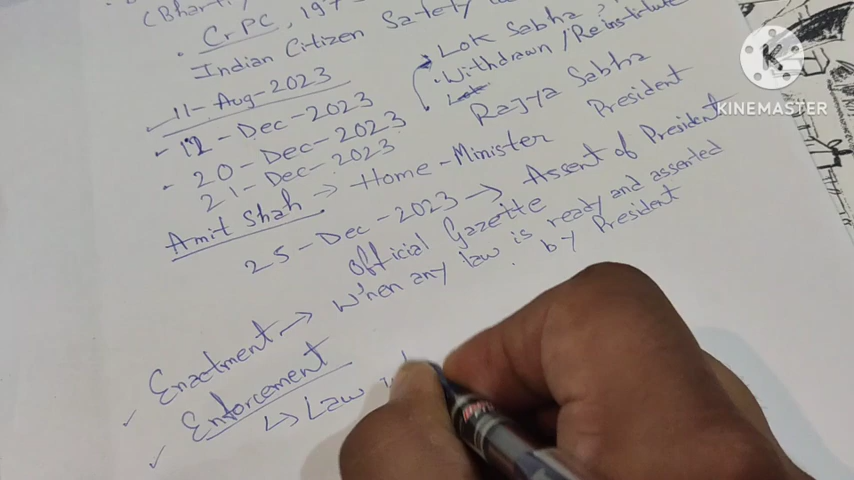 (Bharti
• CrPC, 197
Indian Citizen Safety
11-Aug-2023
Lok Sabha
• Withdrawn/Reinstitute
- 12-Dec-2023
- 20-Dec-2023
Rajya Sabha
21-Dec-2023
President
Amit Shah → Home-Minister
25-Dec-2023 → Assent of President
Official Gazette
Enactment → When any law is ready and assented
by President
Enforcement
↳ Law
KINEMASTER